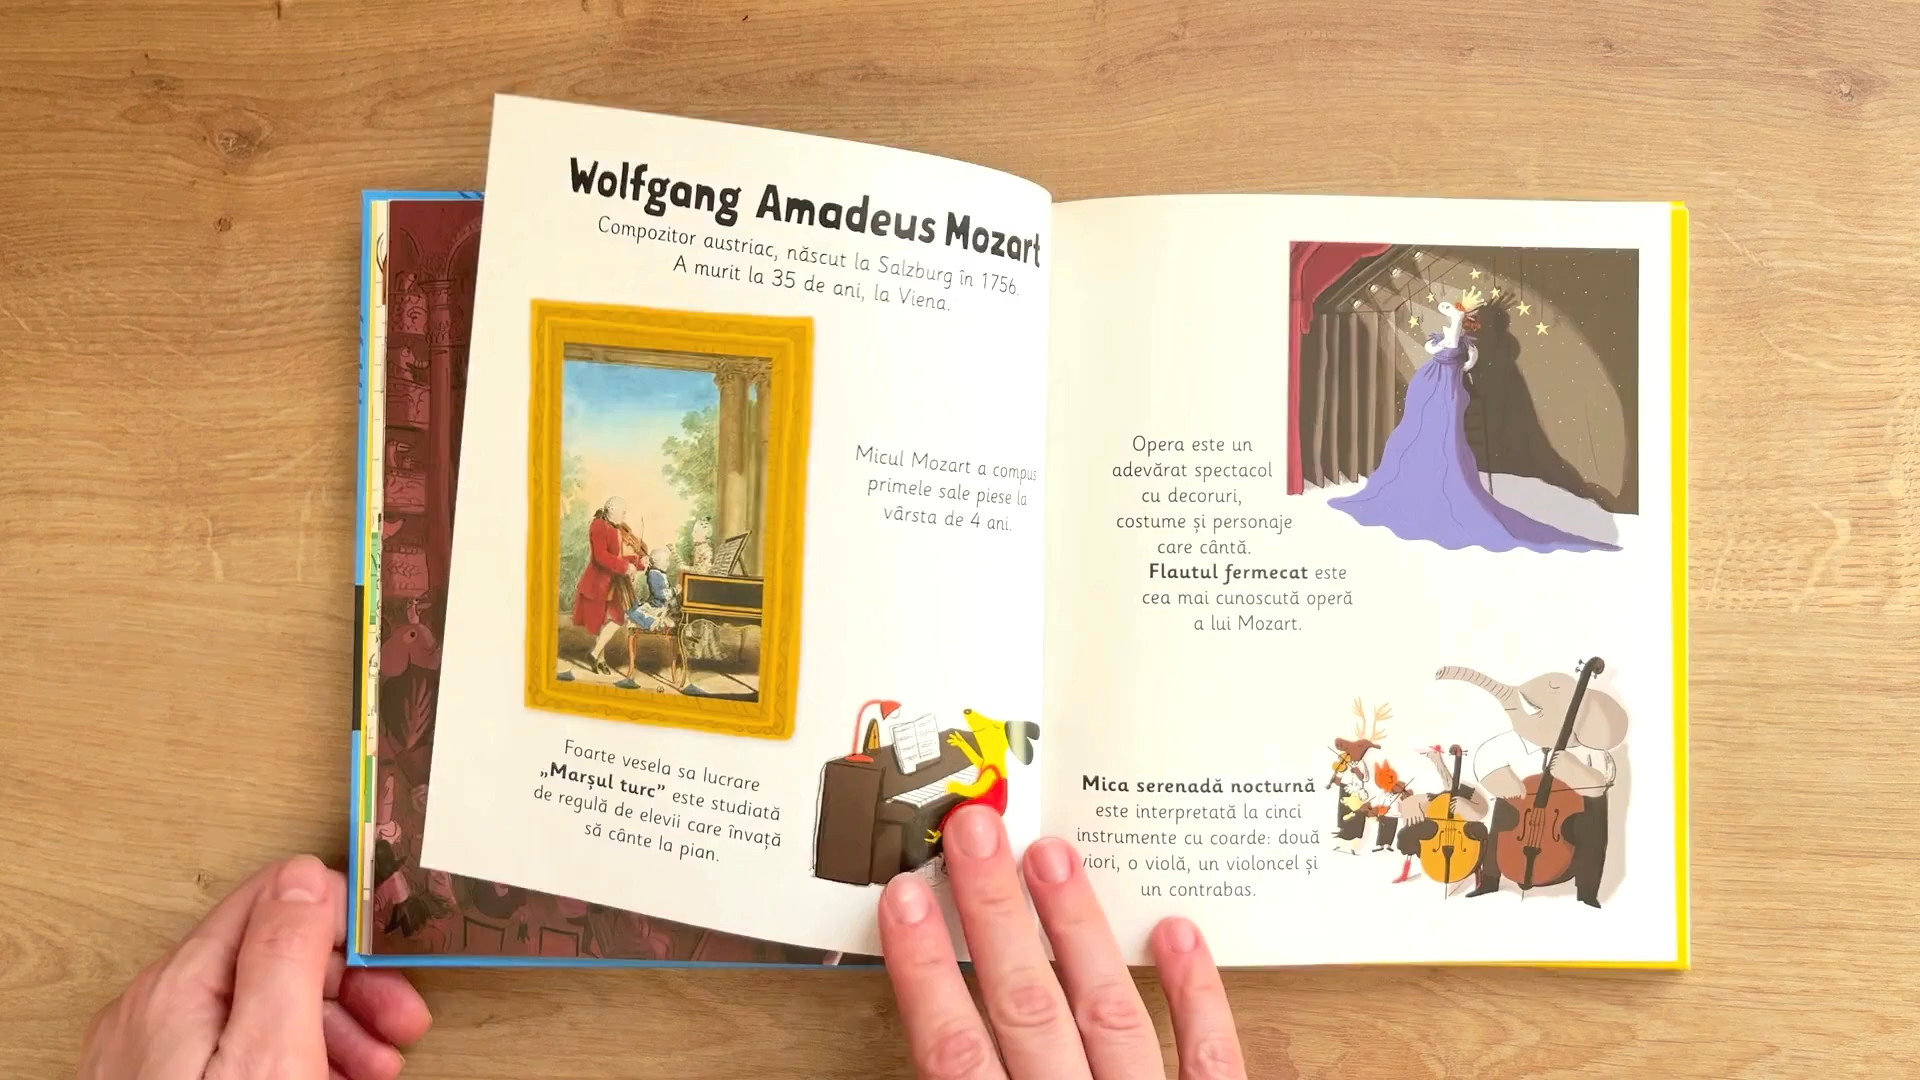 Wolfgang Amadeus Mozart
Compozitor austriac, născut la Salzburg în 1756.
A murit la 35 de ani, la Viena.
Micul Mozart a compus
primele sale piese la
vârsta de 4 ani.
Foarte vesela sa lucrare
„Marșul turc” este studiată
de regulă de elevii care învață
să cânte la pian.
Opera este un
adevărat spectacol
cu decoruri,
costume și personaje
care cântă.
Flautul fermecat este
cea mai cunoscută operă
a lui Mozart.
Mica serenadă nocturnă
este interpretată la cinci
instrumente cu coarde: două
viori, o violă, un violoncel și
un contrabas.